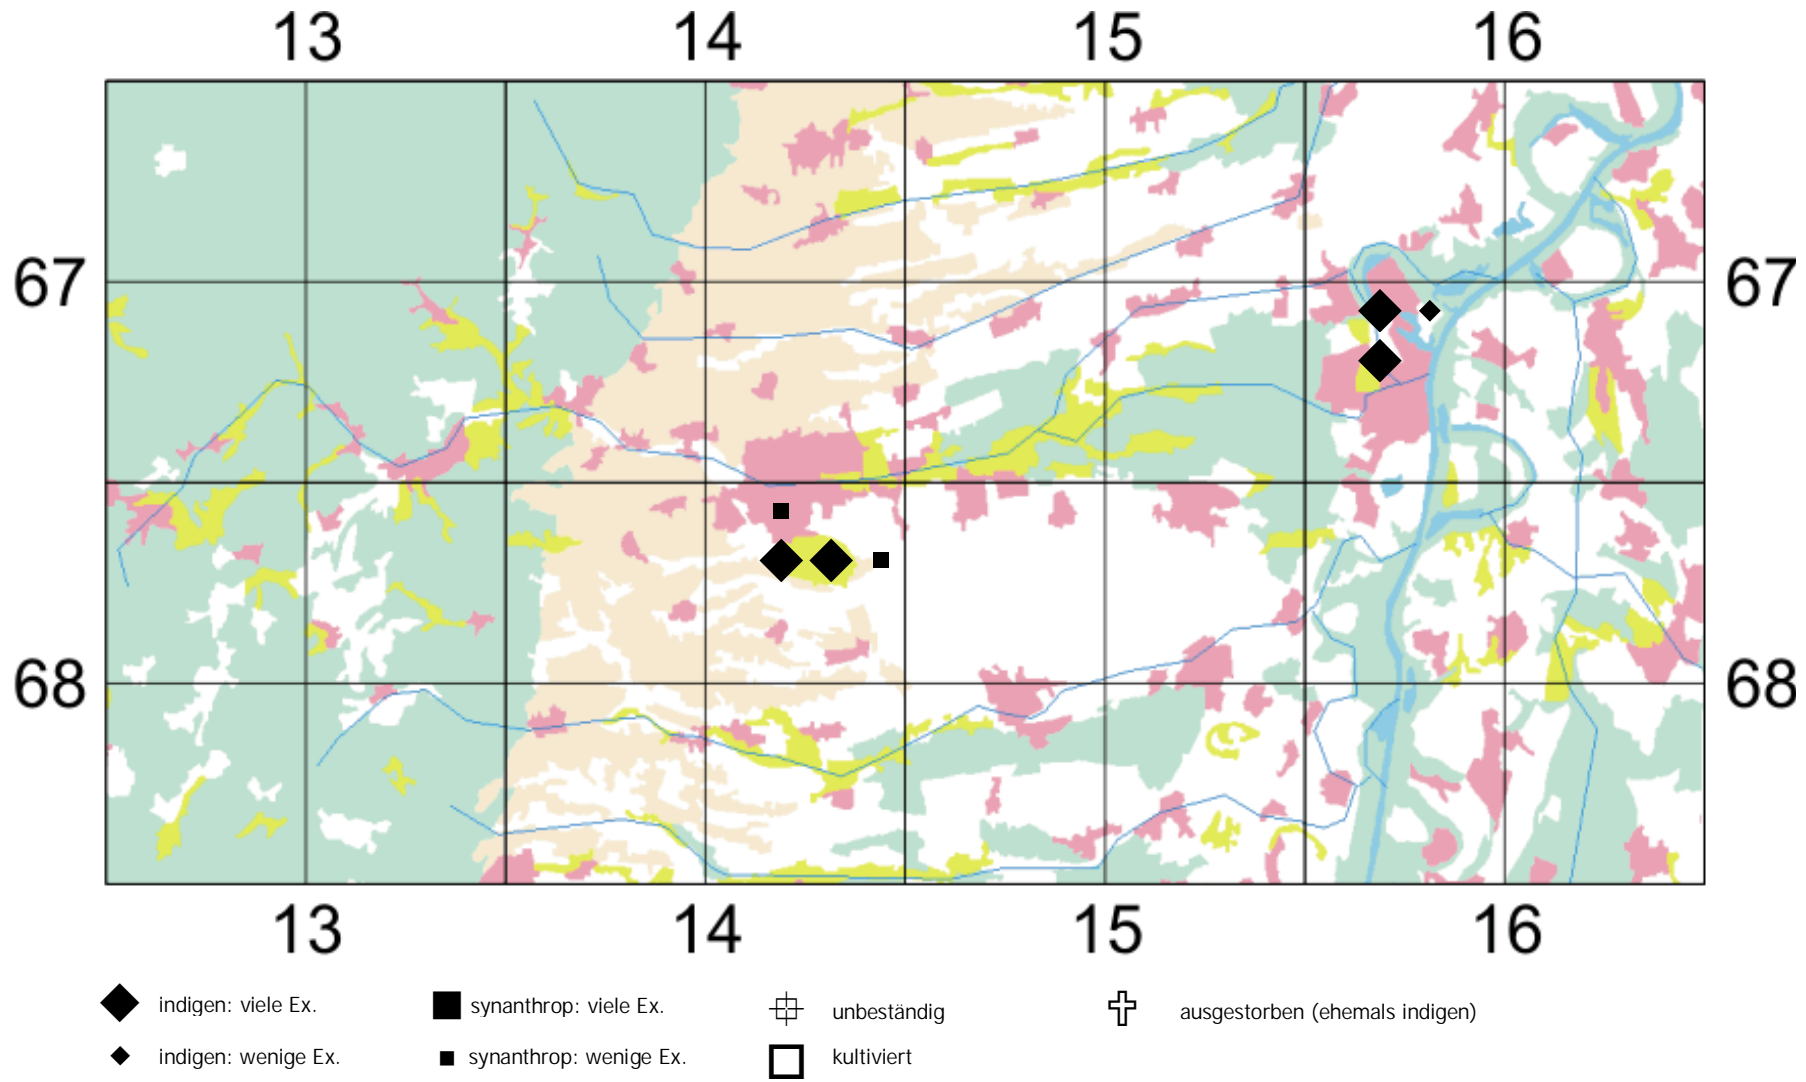 13 14 15 16
67 67
68 68
13 14 15 16
indigen: viele Ex. synanthrop: viele Ex. unbeständig ausgestorben (ehemals indigen)
indigen: wenige Ex. synanthrop: wenige Ex. kultiviert